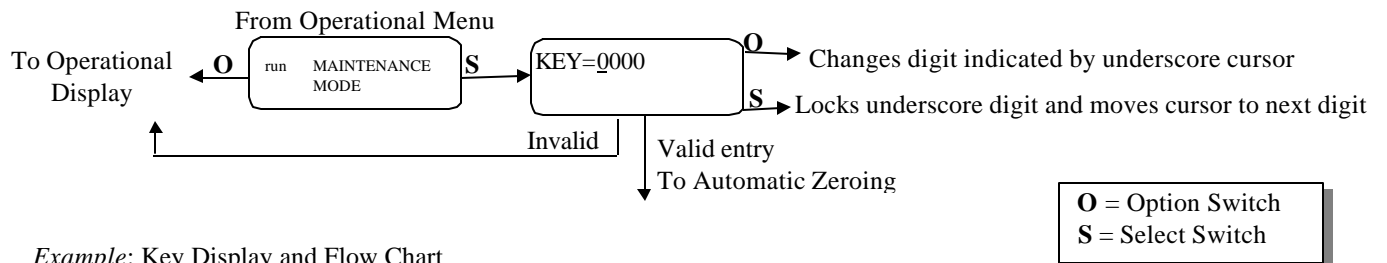 From Operational Menu
To Operational
Display
O
run MAINTENANCE
MODE
S
KEY=0000
O
Changes digit indicated by underscore cursor
S
Locks underscore digit and moves cursor to next digit
Invalid
Valid entry
To Automatic Zeroing
O = Option Switch
S = Select Switch
Example: Key Display and Flow Chart